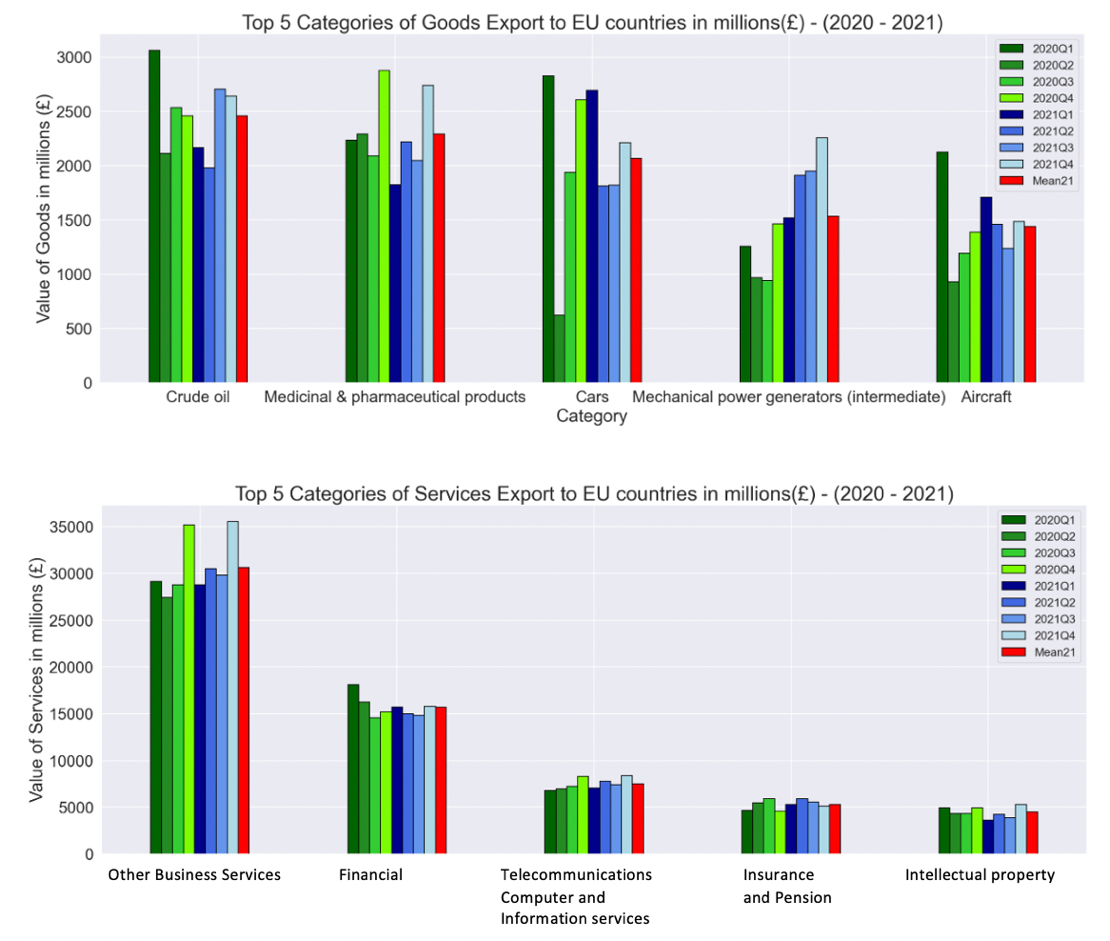 Top 5 Categories of Goods Export to EU countries in millions(£) - (2020 - 2021)
Value of Goods in millions (£)
3000
2500
2000
1500
1000
500
0
2020Q1
2020Q2
2020Q3
2020Q4
2021Q1
2021Q2
2021Q3
2021Q4
Mean21
Crude oil
Medicinal & pharmaceutical products
Cars
Mechanical power generators (intermediate)
Aircraft
Category
Top 5 Categories of Services Export to EU countries in millions(£) - (2020 - 2021)
Value of Services in millions (£)
35000
30000
25000
20000
15000
10000
5000
0
2020Q1
2020Q2
2020Q3
2020Q4
2021Q1
2021Q2
2021Q3
2021Q4
Mean21
Other Business Services
Financial
Telecommunications
Computer and
Information services
Insurance
and Pension
Intellectual property